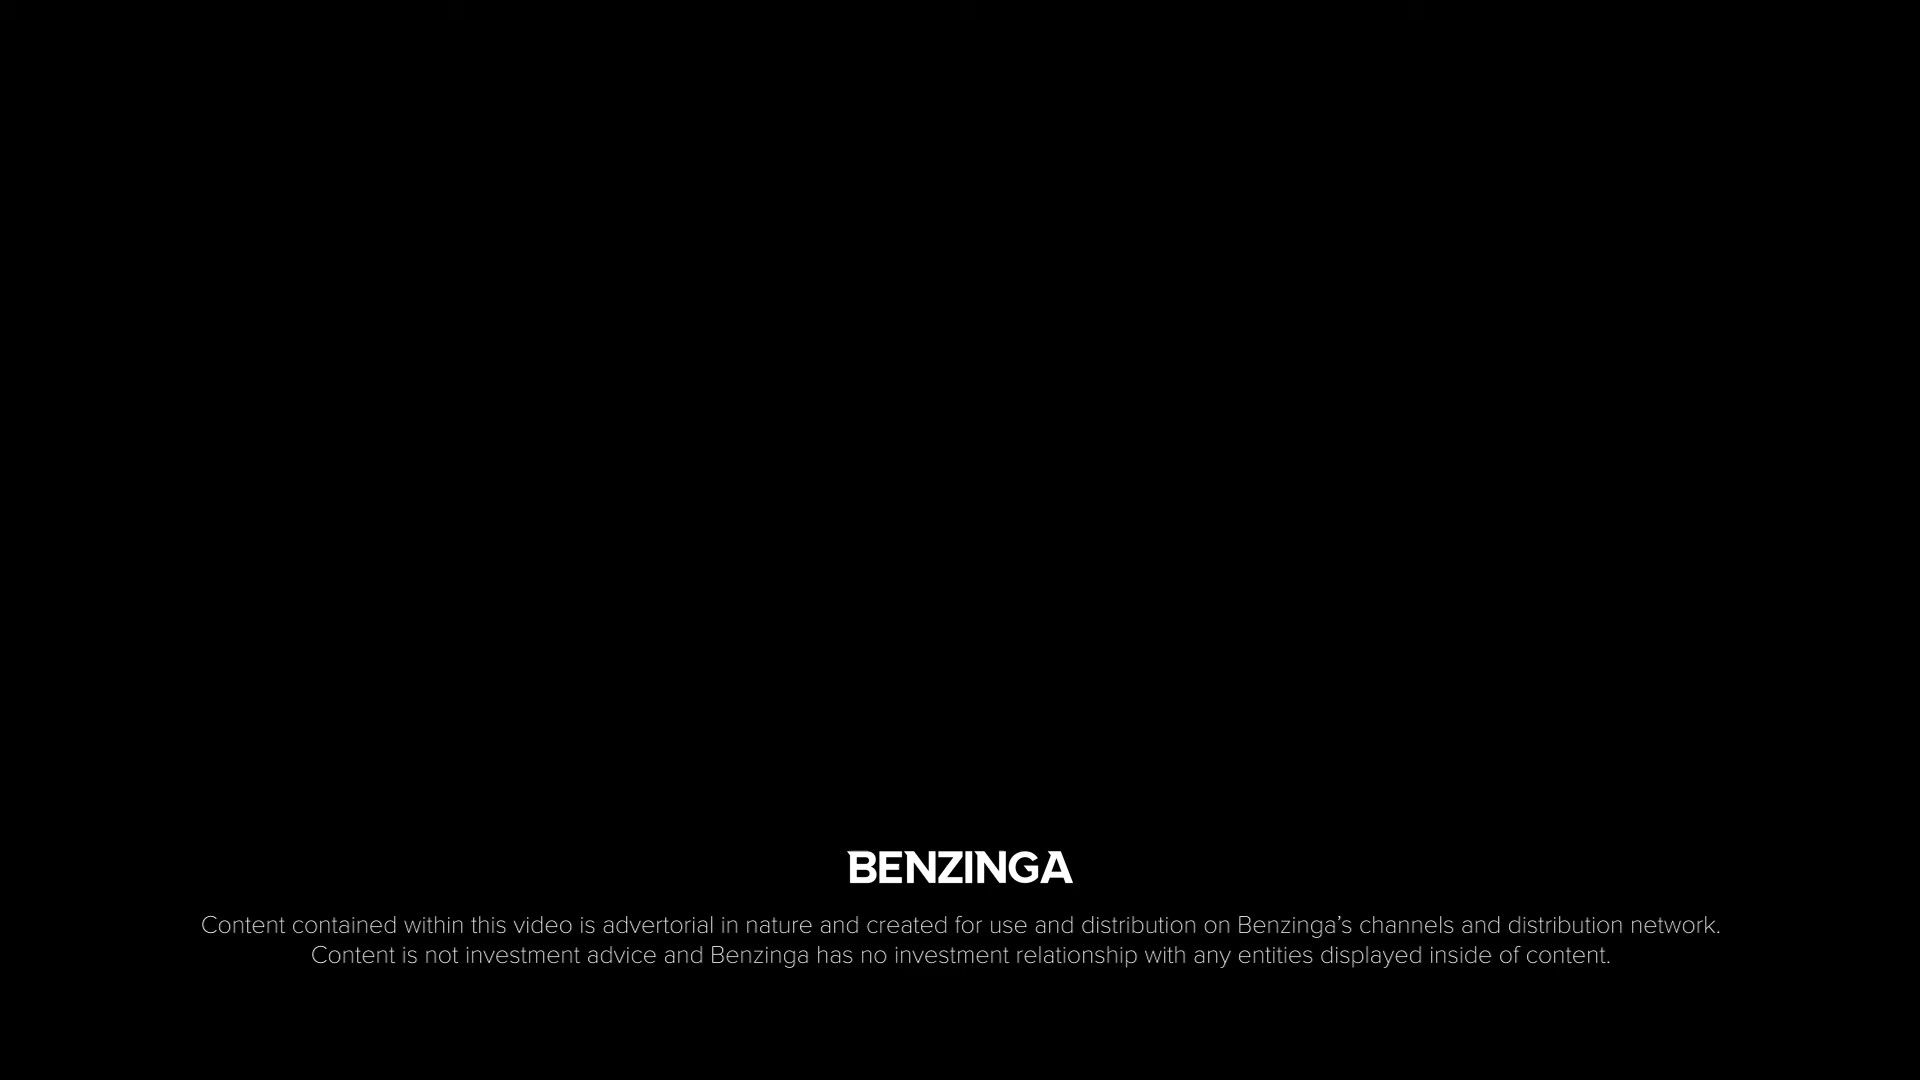 BENZINGA
Content contained within this video is advertorial in nature and created for use and distribution on Benzinga’s channels and distribution network.
Content is not investment advice and Benzinga has no investment relationship with any entities displayed inside of content.